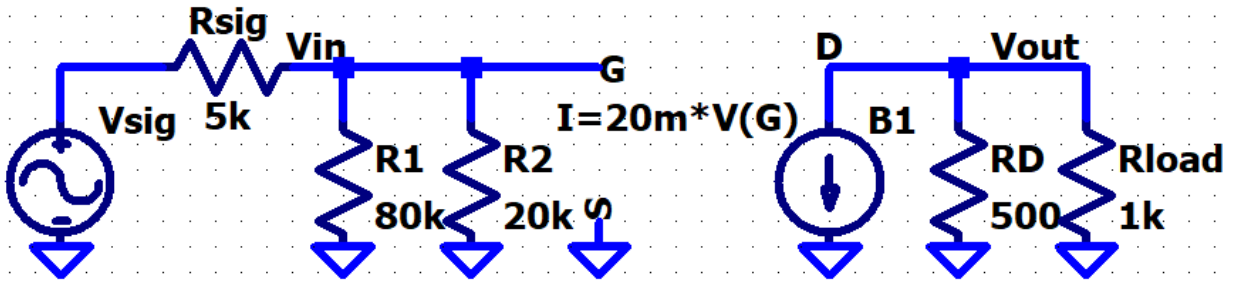 Rsig
Vin
D
Vout
G
Vsig
5k
I=20m*V(G)
B1
R1
R2
RD
Rload
80k
20k
S
500
1k